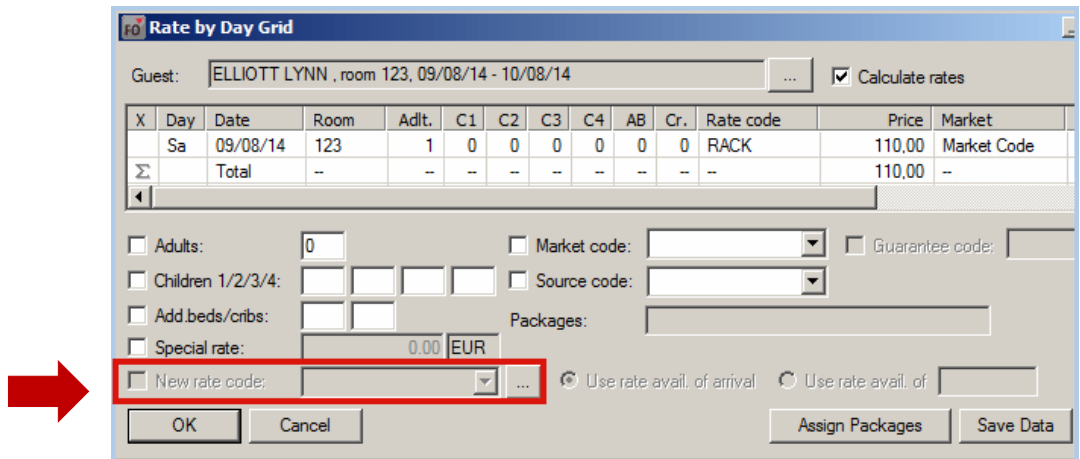 FO Rate by Day Grid
Guest: ELLIOTT LYNN , room 123, 09/08/14 - 10/08/14 ... Calculate rates
X Day Date Room Adlt. C1 C2 C3 C4 AB Cr. Rate code Price Market
Sa 09/08/14 123 1 0 0 0 0 0 0 RACK 110,00 Market Code
Σ Total -- -- -- -- -- -- -- -- -- 110,00 --
Adults: 0 Market code: Guarantee code:
Children 1/2/3/4: Source code:
Add.beds/cribs: Packages:
Special rate: 0.00 EUR
New rate code: ... Use rate avail. of arrival Use rate avail. of
OK Cancel Assign Packages Save Data